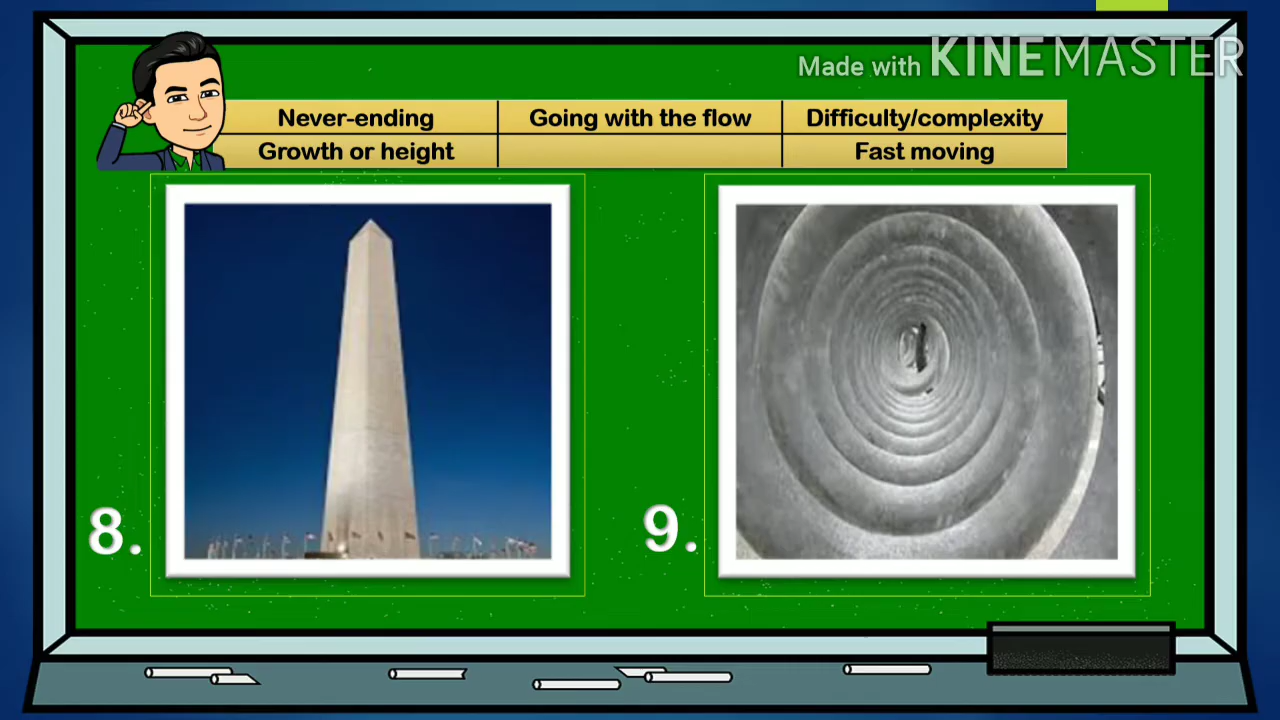 Made with KINEMASTER
Never-ending Going with the flow Difficulty/complexity
Growth or height Fast moving
8.
9.